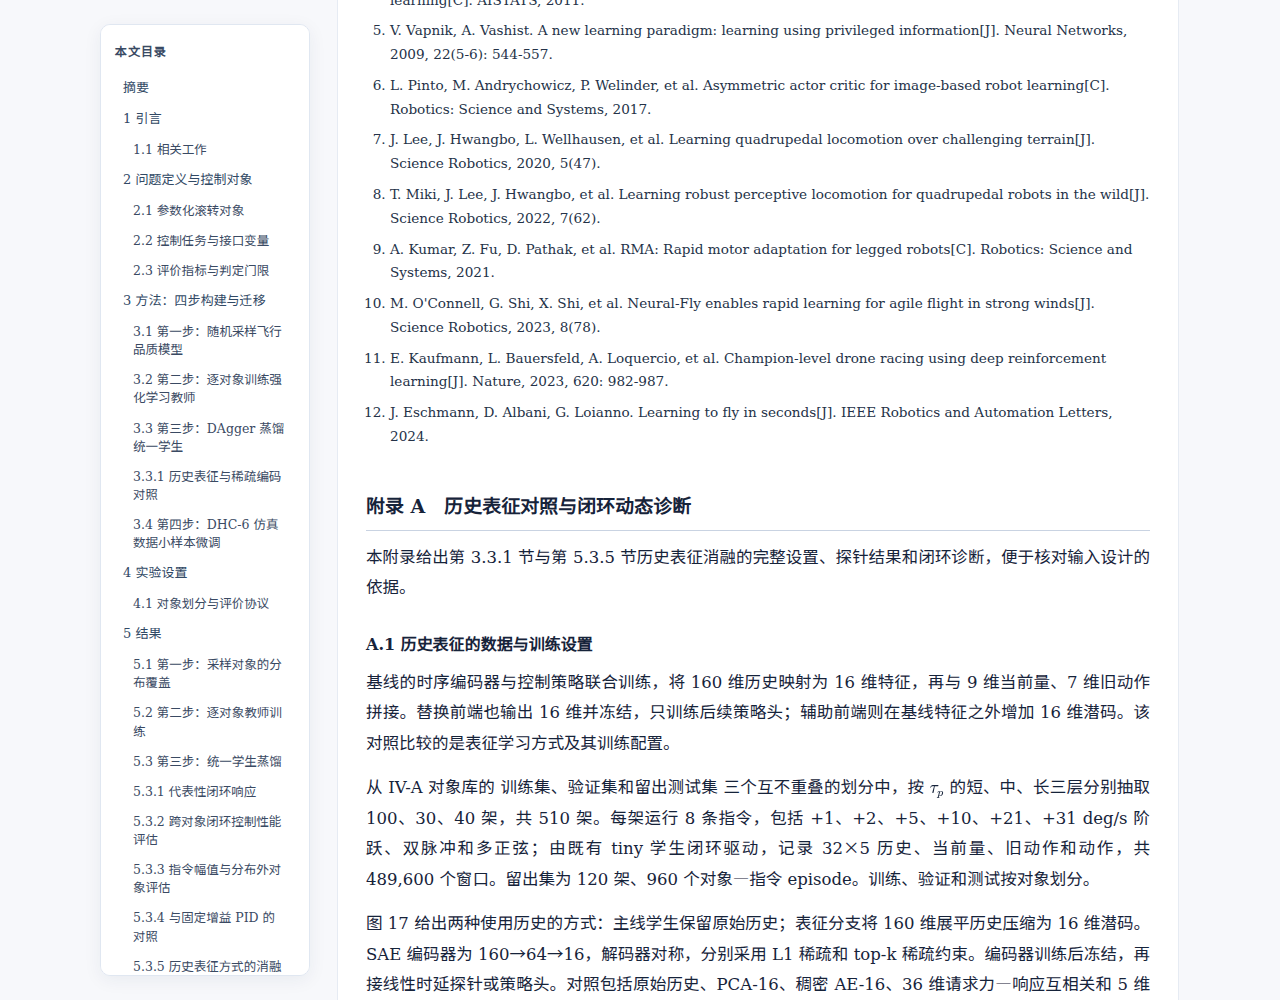 本文目录
摘要
1 引言
1.1 相关工作
2 问题定义与控制对象
2.1 参数化滚转对象
2.2 控制任务与接口变量
2.3 评价指标与判定门限
3 方法：四步构建与迁移
3.1 第一步：随机采样飞行
品质模型
3.2 第二步：逐对象训练强
化学习教师
3.3 第三步：DAgger 蒸馏
统一学生
3.3.1 历史表征与稀疏编码
对照
3.4 第四步：DHC-6 仿真
数据小样本微调
4 实验设置
4.1 对象划分与评价协议
5 结果
5.1 第一步：采样对象的分
布覆盖
5.2 第二步：逐对象教师训
练
5.3 第三步：统一学生蒸馏
5.3.1 代表性闭环响应
5.3.2 跨对象闭环控制性能
评估
5.3.3 指令幅值与分布外对
象评估
5.3.4 与固定增益 PID 的
对照
5.3.5 历史表征方式的消融
learning[C]. AISTATS, 2011.
5. V. Vapnik, A. Vashist. A new learning paradigm: learning using privileged information[J]. Neural Networks,
2009, 22(5-6): 544-557.
6. L. Pinto, M. Andrychowicz, P. Welinder, et al. Asymmetric actor critic for image-based robot learning[C].
Robotics: Science and Systems, 2017.
7. J. Lee, J. Hwangbo, L. Wellhausen, et al. Learning quadrupedal locomotion over challenging terrain[J].
Science Robotics, 2020, 5(47).
8. T. Miki, J. Lee, J. Hwangbo, et al. Learning robust perceptive locomotion for quadrupedal robots in the wild[J].
Science Robotics, 2022, 7(62).
9. A. Kumar, Z. Fu, D. Pathak, et al. RMA: Rapid motor adaptation for legged robots[C]. Robotics: Science and
Systems, 2021.
10. M. O'Connell, G. Shi, X. Shi, et al. Neural-Fly enables rapid learning for agile flight in strong winds[J].
Science Robotics, 2023, 8(78).
11. E. Kaufmann, L. Bauersfeld, A. Loquercio, et al. Champion-level drone racing using deep reinforcement
learning[J]. Nature, 2023, 620: 982-987.
12. J. Eschmann, D. Albani, G. Loianno. Learning to fly in seconds[J]. IEEE Robotics and Automation Letters,
2024.
附录 A　历史表征对照与闭环动态诊断
本附录给出第 3.3.1 节与第 5.3.5 节历史表征消融的完整设置、探针结果和闭环诊断，便于核对输入设计的
依据。
A.1 历史表征的数据与训练设置
基线的时序编码器与控制策略联合训练，将 160 维历史映射为 16 维特征，再与 9 维当前量、7 维旧动作
拼接。替换前端也输出 16 维并冻结，只训练后续策略头；辅助前端则在基线特征之外增加 16 维潜码。该
对照比较的是表征学习方式及其训练配置。
从 IV-A 对象库的 训练集、验证集和留出测试集 三个互不重叠的划分中，按 τp 的短、中、长三层分别抽取
100、30、40 架，共 510 架。每架运行 8 条指令，包括 +1、+2、+5、+10、+21、+31 deg/s 阶
跃、双脉冲和多正弦；由既有 tiny 学生闭环驱动，记录 32×5 历史、当前量、旧动作和动作，共
489,600 个窗口。留出集为 120 架、960 个对象—指令 episode。训练、验证和测试按对象划分。
图 17 给出两种使用历史的方式：主线学生保留原始历史；表征分支将 160 维展平历史压缩为 16 维潜码。
SAE 编码器为 160→64→16，解码器对称，分别采用 L1 稀疏和 top-k 稀疏约束。编码器训练后冻结，再
接线性时延探针或策略头。对照包括原始历史、PCA-16、稠密 AE-16、36 维请求力—响应互相关和 5 维